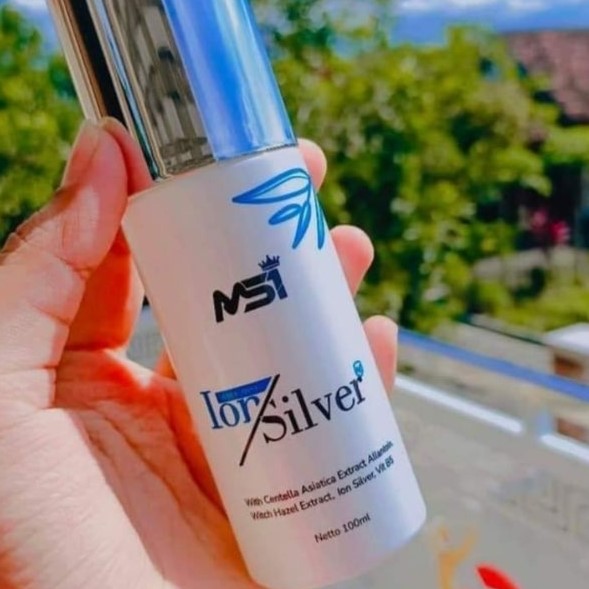 MS1
Ion/Silver
With Centella Asiatica Extract Allantoin
Witch Hazel Extract, Ion Silver, Vit B5
Netto 100ml